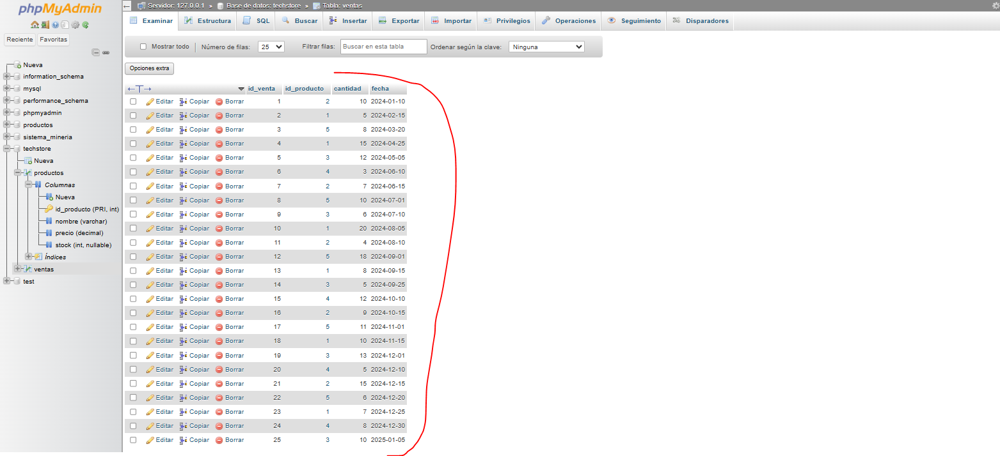 phpMyAdmin
Reciente Favoritas
Nueva
information_schema
mysql
performance_schema
phpmyadmin
productos
sistema_mineria
techstore
Nueva
productos
Columnas
Nueva
id_producto (PRI, int)
nombre (varchar)
precio (decimal)
stock (int, nullable)
Índices
ventas
test
Servidor: 127.0.0.1 » Base de datos: techstore » Tabla: ventas
Examinar Estructura SQL Buscar Insertar Exportar Importar Privilegios Operaciones Seguimiento Disparadores
Mostrar todo Número de filas: 25 Filtrar filas: Buscar en esta tabla Ordenar según la clave: Ninguna
Opciones extra
←T→ id_venta id_producto cantidad fecha
Editar Copiar Borrar 1 2 10 2024-01-10
Editar Copiar Borrar 2 1 5 2024-02-15
Editar Copiar Borrar 3 5 8 2024-03-20
Editar Copiar Borrar 4 1 15 2024-04-25
Editar Copiar Borrar 5 3 12 2024-05-05
Editar Copiar Borrar 6 4 3 2024-06-10
Editar Copiar Borrar 7 2 7 2024-06-15
Editar Copiar Borrar 8 5 10 2024-07-01
Editar Copiar Borrar 9 3 6 2024-07-10
Editar Copiar Borrar 10 1 20 2024-08-05
Editar Copiar Borrar 11 2 4 2024-08-10
Editar Copiar Borrar 12 5 18 2024-09-01
Editar Copiar Borrar 13 1 8 2024-09-15
Editar Copiar Borrar 14 3 5 2024-09-25
Editar Copiar Borrar 15 4 12 2024-10-10
Editar Copiar Borrar 16 2 9 2024-10-15
Editar Copiar Borrar 17 5 11 2024-11-01
Editar Copiar Borrar 18 1 10 2024-11-15
Editar Copiar Borrar 19 3 13 2024-12-01
Editar Copiar Borrar 20 4 5 2024-12-10
Editar Copiar Borrar 21 2 15 2024-12-15
Editar Copiar Borrar 22 5 6 2024-12-20
Editar Copiar Borrar 23 1 7 2024-12-25
Editar Copiar Borrar 24 4 8 2024-12-30
Editar Copiar Borrar 25 3 10 2025-01-05